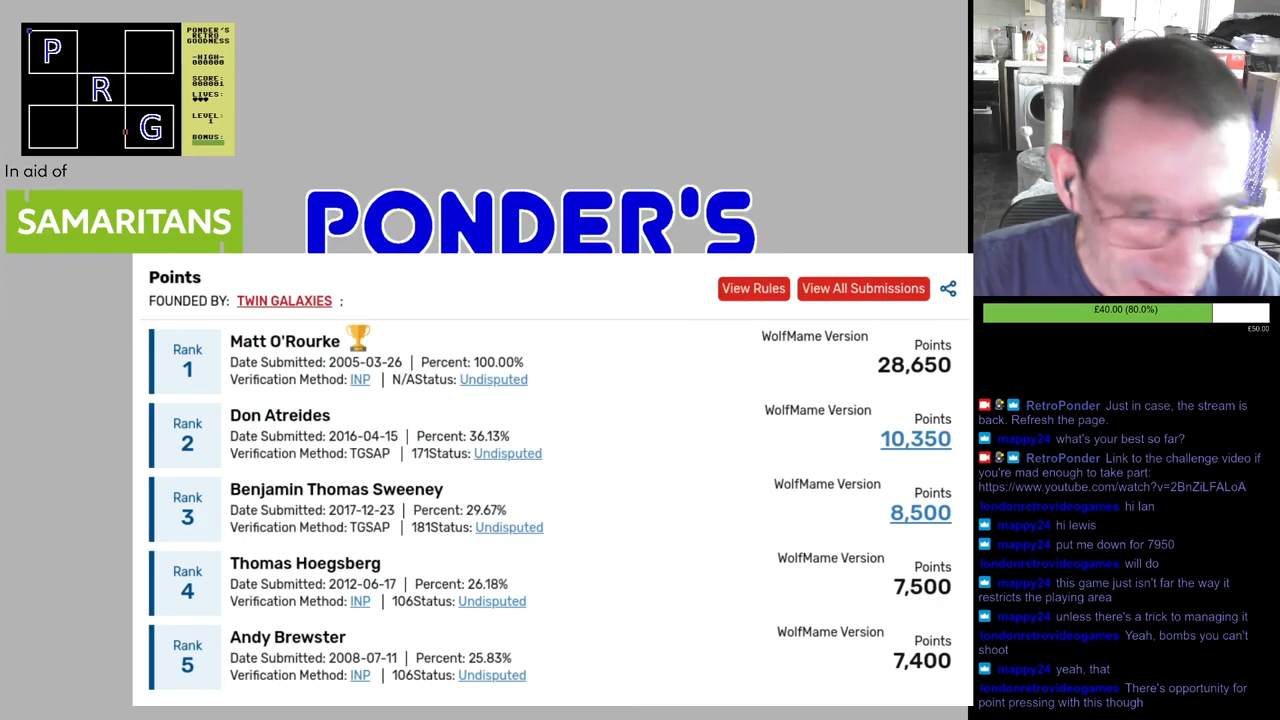 P
R
G
PONDER'S
RETRO
GOODNESS
-HIGH-
000000
SCORE:
000001
LIVES:
♥♥♥
LEVEL:
1
BONUS:
In aid of
SAMARITANS
PONDER'S
Points
FOUNDED BY: TWIN GALAXIES ;
View Rules
View All Submissions
Rank
1
Matt O'Rourke
Date Submitted: 2005-03-26 | Percent: 100.00%
Verification Method: INP | N/AStatus: Undisputed
WolfMame Version
Points
28,650
Rank
2
Don Atreides
Date Submitted: 2016-04-15 | Percent: 36.13%
Verification Method: TGSAP | 171Status: Undisputed
WolfMame Version
Points
10,350
Rank
3
Benjamin Thomas Sweeney
Date Submitted: 2017-12-23 | Percent: 29.67%
Verification Method: TGSAP | 181Status: Undisputed
WolfMame Version
Points
8,500
Rank
4
Thomas Hoegsberg
Date Submitted: 2012-06-17 | Percent: 26.18%
Verification Method: INP | 106Status: Undisputed
WolfMame Version
Points
7,500
Rank
5
Andy Brewster
Date Submitted: 2008-07-11 | Percent: 25.83%
Verification Method: INP | 106Status: Undisputed
WolfMame Version
Points
7,400
£40.00 (80.0%)
£50.00
RetroPonder Just in case, the stream is
back. Refresh the page.
mappy24 what's your best so far?
RetroPonder Link to the challenge video if
you're mad enough to take part:
https://www.youtube.com/watch?v=2BnZiLFALoA
londonretrovideogames hi Ian
mappy24 hi lewis
mappy24 put me down for 7950
londonretrovideogames will do
mappy24 this game just isn't far the way it
restricts the playing area
mappy24 unless there's a trick to managing it
londonretrovideogames Yeah, bombs you can't
shoot
mappy24 yeah, that
londonretrovideogames There's opportunity for
point pressing with this though